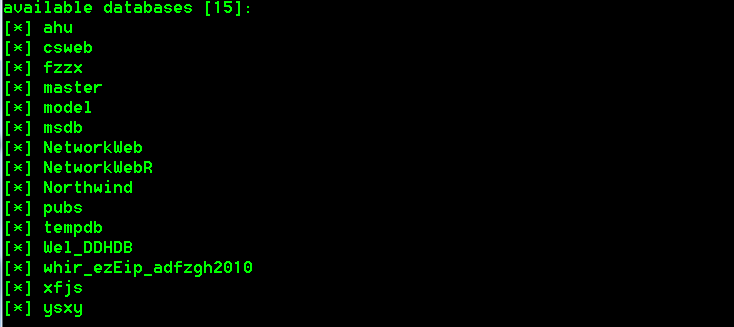 available databases [15]:
[*] ahu
[*] csweb
[*] fzzx
[*] master
[*] model
[*] msdb
[*] NetworkWeb
[*] NetworkWebR
[*] Northwind
[*] pubs
[*] tempdb
[*] Wel_DDHDB
[*] whir_ezEip_adfzgh2010
[*] xfjs
[*] ysxy